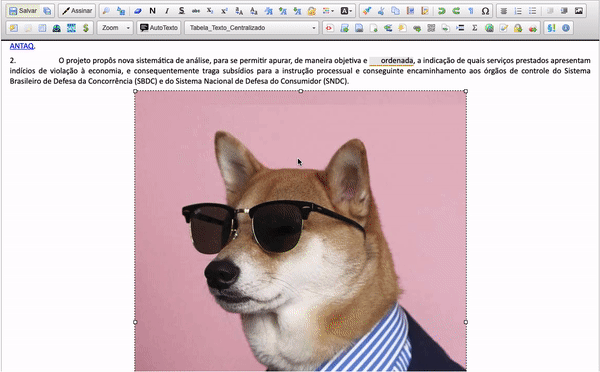 Salvar Assinar
Zoom AutoTexto Tabela_Texto_Centralizado
ANTAQ.
2. O projeto propôs nova sistemática de análise, para se permitir apurar, de maneira objetiva e ordenada, a indicação de quais serviços prestados apresentam
indícios de violação à economia, e consequentemente traga subsídios para a instrução processual e conseguinte encaminhamento aos órgãos de controle do Sistema
Brasileiro de Defesa da Concorrência (SBDC) e do Sistema Nacional de Defesa do Consumidor (SNDC).